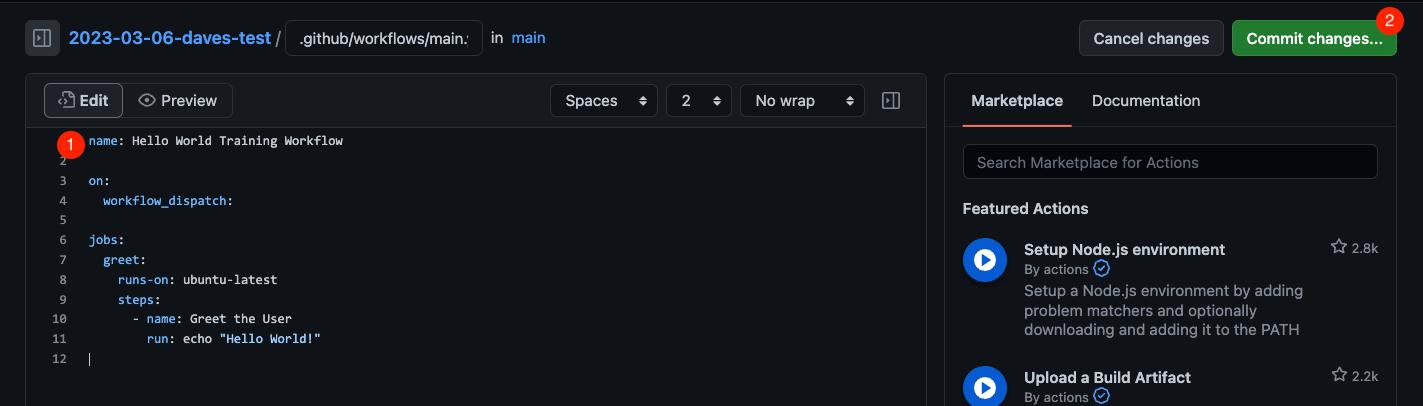 2023-03-06-daves-test / .github/workflows/main. in main
Cancel changes
Commit changes...
2
Edit
Preview
Spaces
2
No wrap
1 name: Hello World Training Workflow
2
3 on:
4   workflow_dispatch:
5
6 jobs:
7   greet:
8     runs-on: ubuntu-latest
9     steps:
10       - name: Greet the User
11         run: echo "Hello World!"
12
Marketplace
Documentation
Search Marketplace for Actions
Featured Actions
Setup Node.js environment
2.8k
By actions
Setup a Node.js environment by adding
problem matchers and optionally
downloading and adding it to the PATH
Upload a Build Artifact
2.2k
By actions